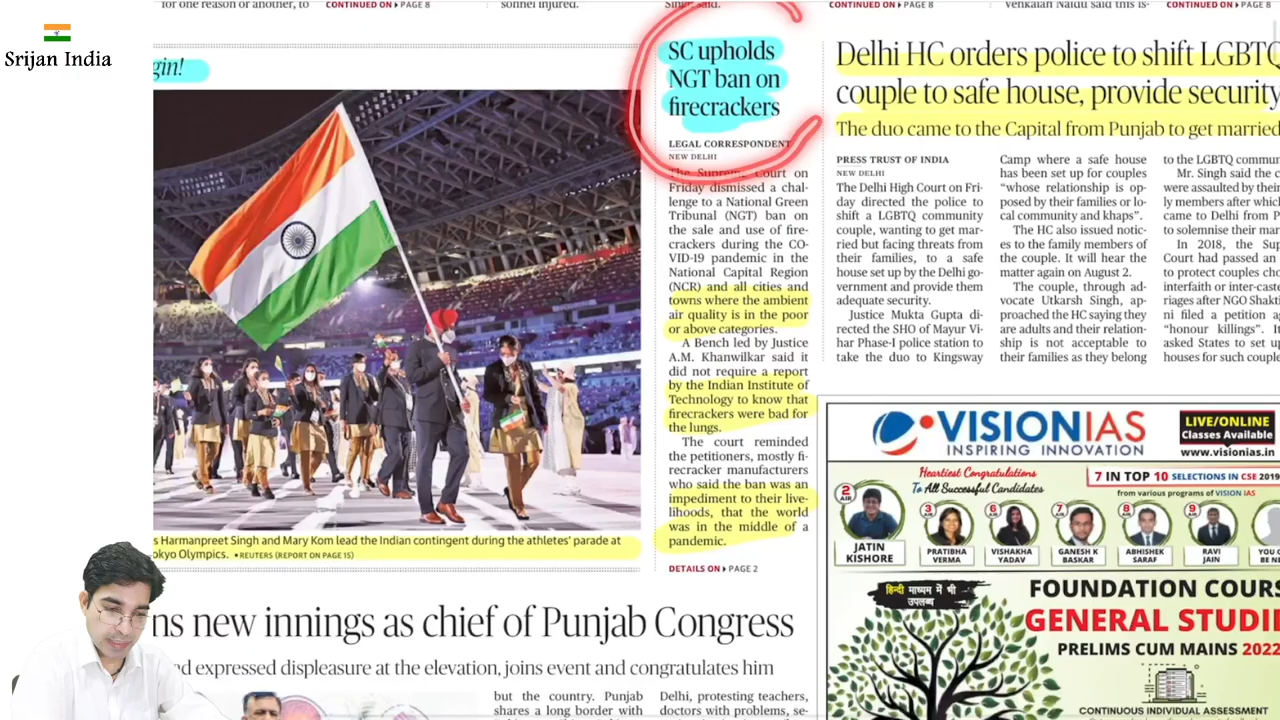 Srijan India
for one reason or another, to
CONTINUED ON ▸ PAGE 8
sonnel injured.
Singh said.
CONTINUED ON ▸ PAGE 8
Venkaiah Naidu said this is-
CONTINUED ON ▸ PAGE 8
gin!
s Harmanpreet Singh and Mary Kom lead the Indian contingent during the athletes' parade at
okyo Olympics. • REUTERS (REPORT ON PAGE 15)
SC upholds
NGT ban on
firecrackers
LEGAL CORRESPONDENT
NEW DELHI
The Supreme Court on
Friday dismissed a chal-
lenge to a National Green
Tribunal (NGT) ban on
the sale and use of fire-
crackers during the CO-
VID-19 pandemic in the
National Capital Region
(NCR) and all cities and
towns where the ambient
air quality is in the poor
or above categories.
A Bench led by Justice
A.M. Khanwilkar said it
did not require a report
by the Indian Institute of
Technology to know that
firecrackers were bad for
the lungs.
The court reminded
the petitioners, mostly fi-
recracker manufacturers
who said the ban was an
impediment to their live-
lihoods, that the world
was in the middle of a
pandemic.
DETAILS ON ▸ PAGE 2
Delhi HC orders police to shift LGBTQ
couple to safe house, provide security
The duo came to the Capital from Punjab to get married
PRESS TRUST OF INDIA
NEW DELHI
The Delhi High Court on Fri-
day directed the police to
shift a LGBTQ community
couple, wanting to get mar-
ried but facing threats from
their families, to a safe
house set up by the Delhi go-
vernment and provide them
adequate security.
Justice Mukta Gupta di-
rected the SHO of Mayur Vi-
har Phase-I police station to
take the duo to Kingsway
Camp where a safe house
has been set up for couples
"whose relationship is op-
posed by their families or lo-
cal community and khaps".
The HC also issued notic-
es to the family members of
the couple. It will hear the
matter again on August 2.
The couple, through ad-
vocate Utkarsh Singh, ap-
proached the HC saying they
are adults and their relation-
ship is not acceptable to
their families as they belong
to the LGBTQ commun
Mr. Singh said the c
were assaulted by their
ly members after which
came to Delhi from P
to solemnise their mar
In 2018, the Sup
Court had passed an
to protect couples cho
interfaith or inter-caste
riages after NGO Shakt
ni filed a petition ag
"honour killings". I
asked States to set up
houses for such couple
VISIONIAS
INSPIRING INNOVATION
LIVE/ONLINE
Classes Available
www.visionias.in
Heartiest Congratulations
To All Successful Candidates
7 IN TOP 10 SELECTIONS IN CSE 2019
from various programs of VISION IAS
2 AIR
3 AIR
6 AIR
7 AIR
8 AIR
9 AIR
JATIN
KISHORE
PRATIBHA
VERMA
VISHAKHA
YADAV
GANESH K
BASKAR
ABHISHEK
SARAF
RAVI
JAIN
YOU C
BE NE
हिन्दी माध्यम में भी
उपलब्ध
FOUNDATION COURS
GENERAL STUDI
PRELIMS CUM MAINS 2022
CONTINUOUS INDIVIDUAL ASSESSMENT
ns new innings as chief of Punjab Congress
ad expressed displeasure at the elevation, joins event and congratulates him
but the country. Punjab
shares a long border with
Delhi, protesting teachers,
doctors with problems, se-